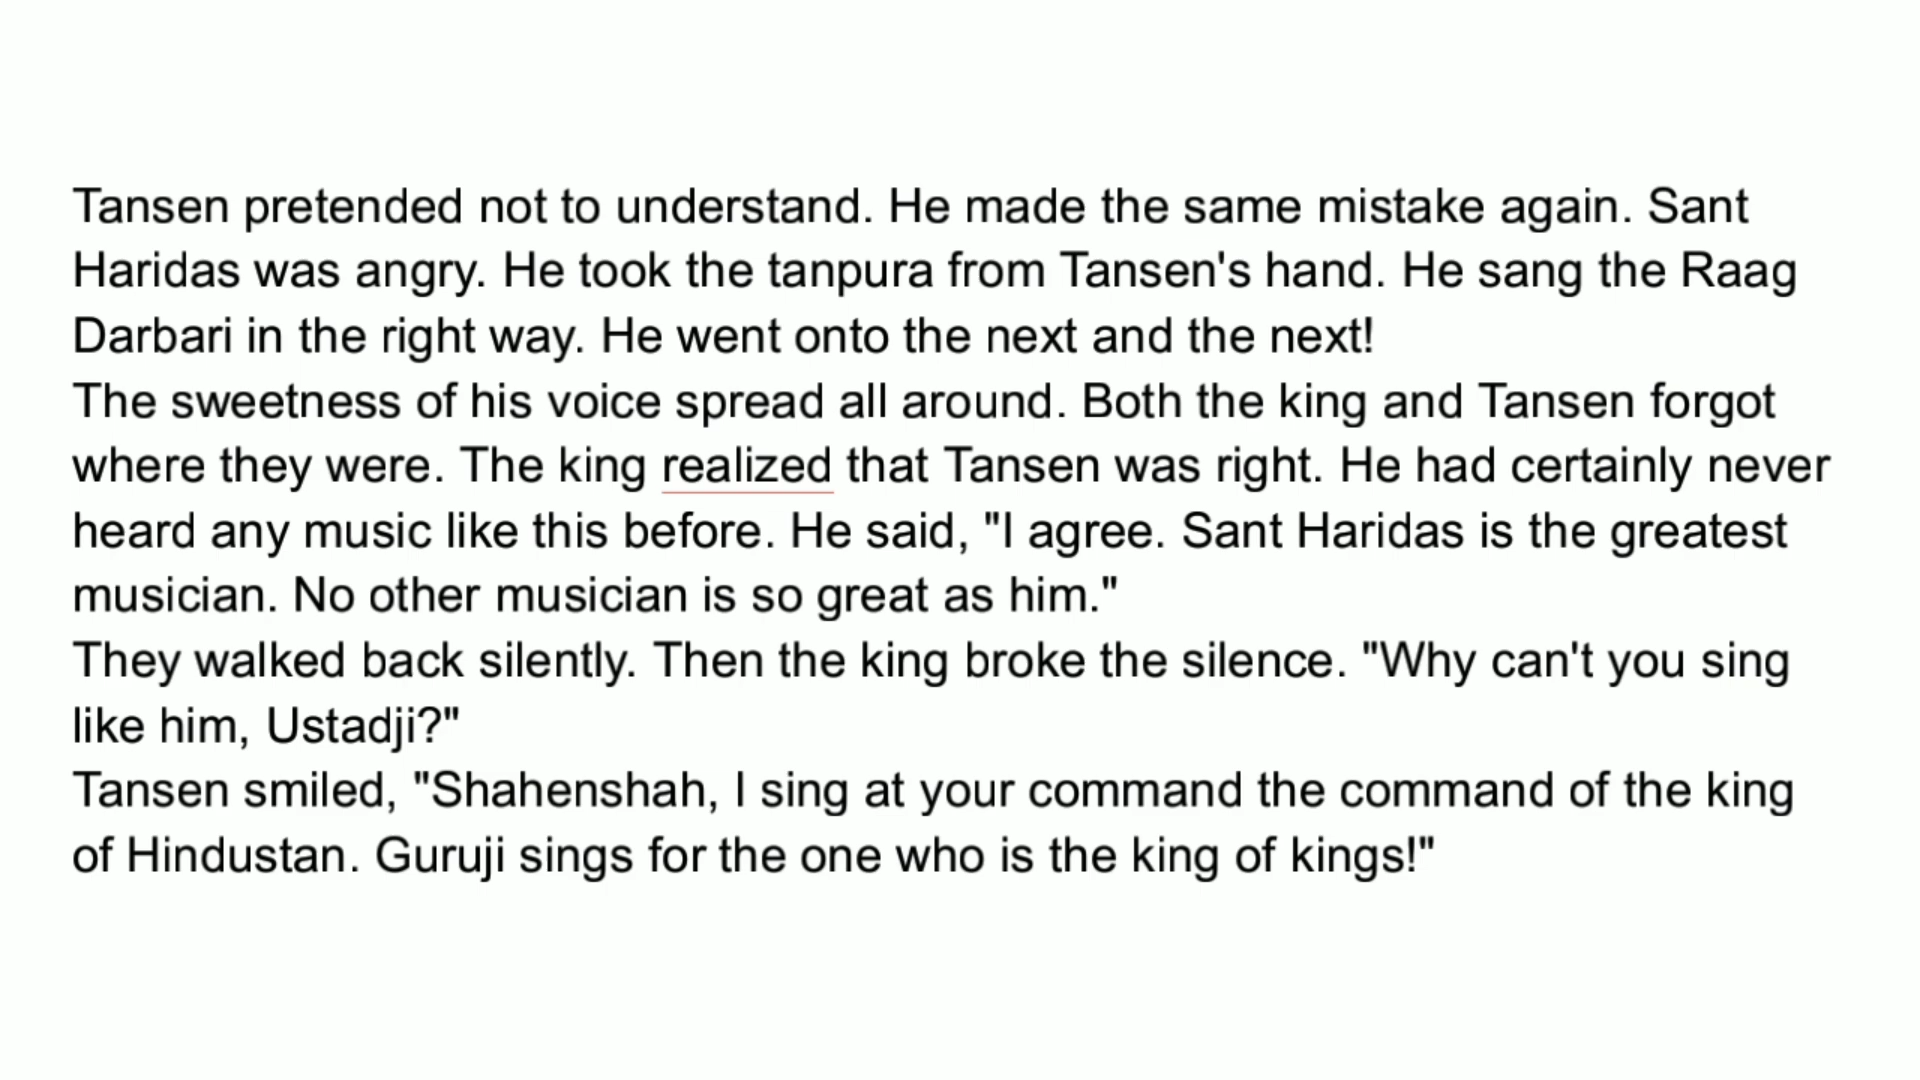 Tansen pretended not to understand. He made the same mistake again. Sant
Haridas was angry. He took the tanpura from Tansen's hand. He sang the Raag
Darbari in the right way. He went onto the next and the next!
The sweetness of his voice spread all around. Both the king and Tansen forgot
where they were. The king realized that Tansen was right. He had certainly never
heard any music like this before. He said, "I agree. Sant Haridas is the greatest
musician. No other musician is so great as him."
They walked back silently. Then the king broke the silence. "Why can't you sing
like him, Ustadji?"
Tansen smiled, "Shahenshah, I sing at your command the command of the king
of Hindustan. Guruji sings for the one who is the king of kings!"